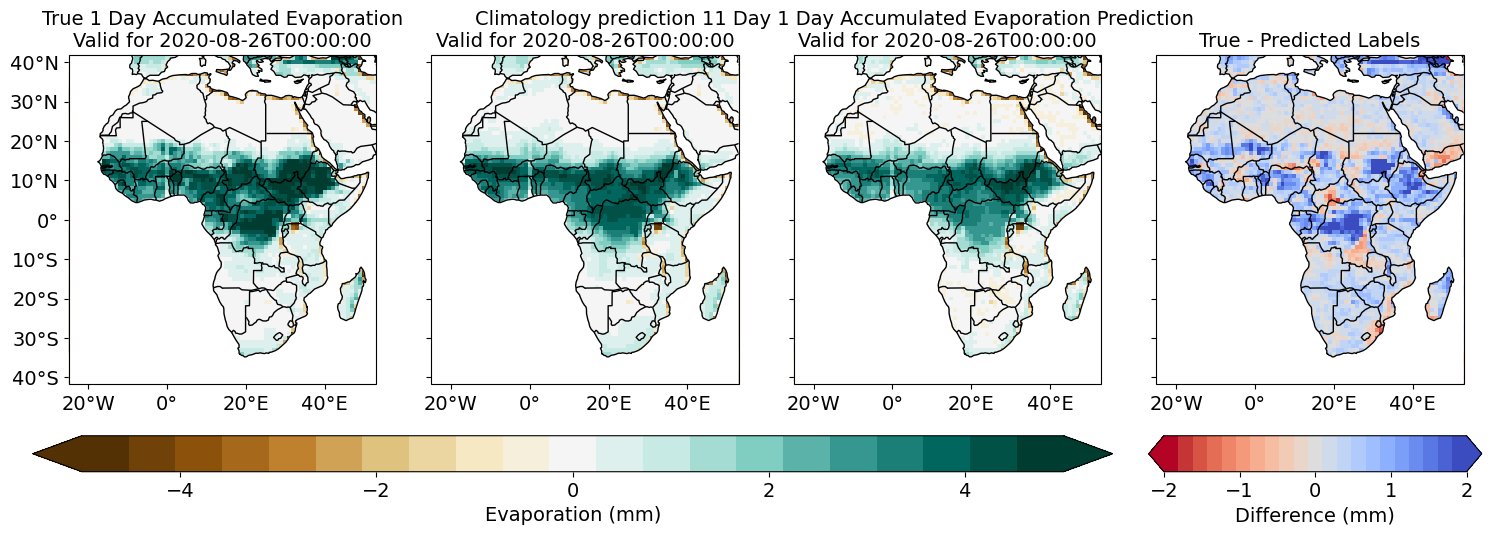 True 1 Day Accumulated Evaporation
Valid for 2020-08-26T00:00:00
Climatology prediction 11 Day 1 Day Accumulated Evaporation Prediction
Valid for 2020-08-26T00:00:00
Valid for 2020-08-26T00:00:00
True - Predicted Labels
40°N
30°N
20°N
10°N
0°
10°S
20°S
30°S
40°S
20°W 0° 20°E 40°E
20°W 0° 20°E 40°E
20°W 0° 20°E 40°E
20°W 0° 20°E 40°E
−4 −2 0 2 4
Evaporation (mm)
−2 −1 0 1 2
Difference (mm)